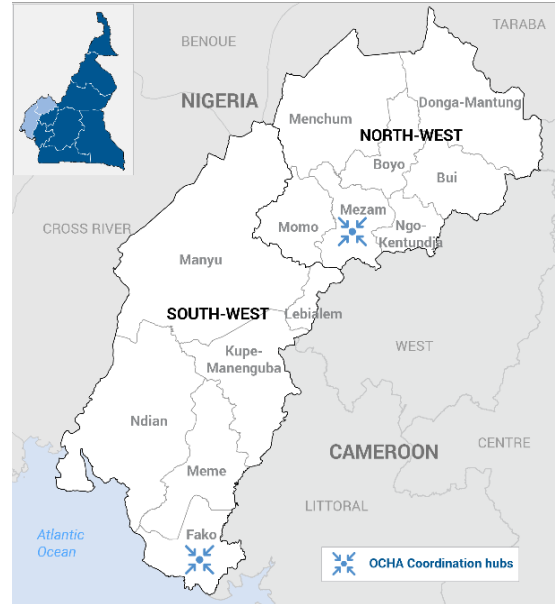 TARABA
BENOUE
NIGERIA
Donga-Mantung
Menchum
NORTH-WEST
Boyo
Bui
Mezam
Momo
Ngo-
Kentundja
CROSS RIVER
Manyu
SOUTH-WEST
Lebialem
WEST
Kupe-
Manenguba
Ndian
CAMEROON
CENTRE
Meme
LITTORAL
Fako
Atlantic
Ocean
OCHA Coordination hubs